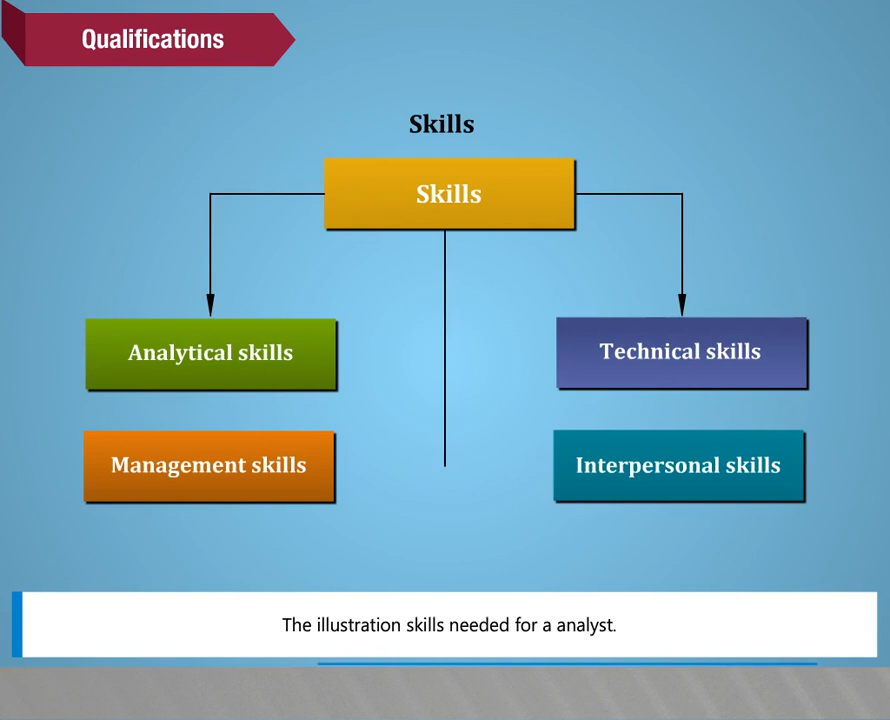 Qualifications
Skills
Skills
Analytical skills
Technical skills
Management skills
Interpersonal skills
The illustration skills needed for a analyst.